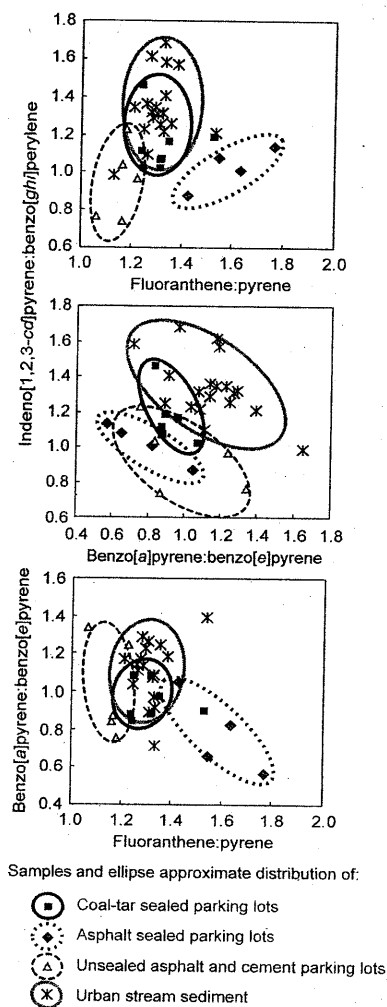 1.8
1.6
1.4
1.2
1.0
0.8
0.6
1.0 1.2 1.4 1.6 1.8 2.0
Fluoranthene:pyrene
Indeno[1,2,3-cd]pyrene:benzo[ghi]perylene
1.8
1.6
1.4
1.2
1.0
0.8
0.6
0.4 0.6 0.8 1.0 1.2 1.4 1.6 1.8
Benzo[a]pyrene:benzo[e]pyrene
Benzo[a]pyrene:benzo[e]pyrene
1.6
1.4
1.2
1.0
0.8
0.6
0.4
1.0 1.2 1.4 1.6 1.8 2.0
Fluoranthene:pyrene
Samples and ellipse approximate distribution of:
Coal-tar sealed parking lots
Asphalt sealed parking lots
Unsealed asphalt and cement parking lots
Urban stream sediment